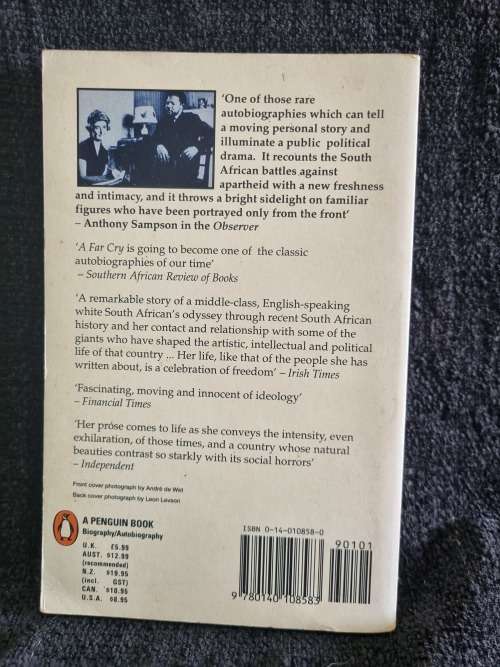 'One of those rare
autobiographies which can tell
a moving personal story and
illuminate a public political
drama. It recounts the South
African battles against
apartheid with a new freshness
and intimacy, and it throws a bright sidelight on familiar
figures who have been portrayed only from the front'
– Anthony Sampson in the Observer
'A Far Cry is going to become one of the classic
autobiographies of our time'
– Southern African Review of Books
'A remarkable story of a middle-class, English-speaking
white South African's odyssey through recent South African
history and her contact and relationship with some of the
giants who have shaped the artistic, intellectual and political
life of that country ... Her life, like that of the people she has
written about, is a celebration of freedom' – Irish Times
'Fascinating, moving and innocent of ideology'
– Financial Times
'Her prose comes to life as she conveys the intensity, even
exhilaration, of those times, and a country whose natural
beauties contrast so starkly with its social horrors'
– Independent
Front cover photograph by André de Wet
Back cover photograph by Leon Levson
A PENGUIN BOOK
Biography/Autobiography
U.K. £5.99
AUST. $12.99
(recommended)
N.Z. $19.95
(incl. GST)
CAN. $10.95
U.S.A. $8.95
ISBN 0-14-010858-0
90101
9 780140 108583